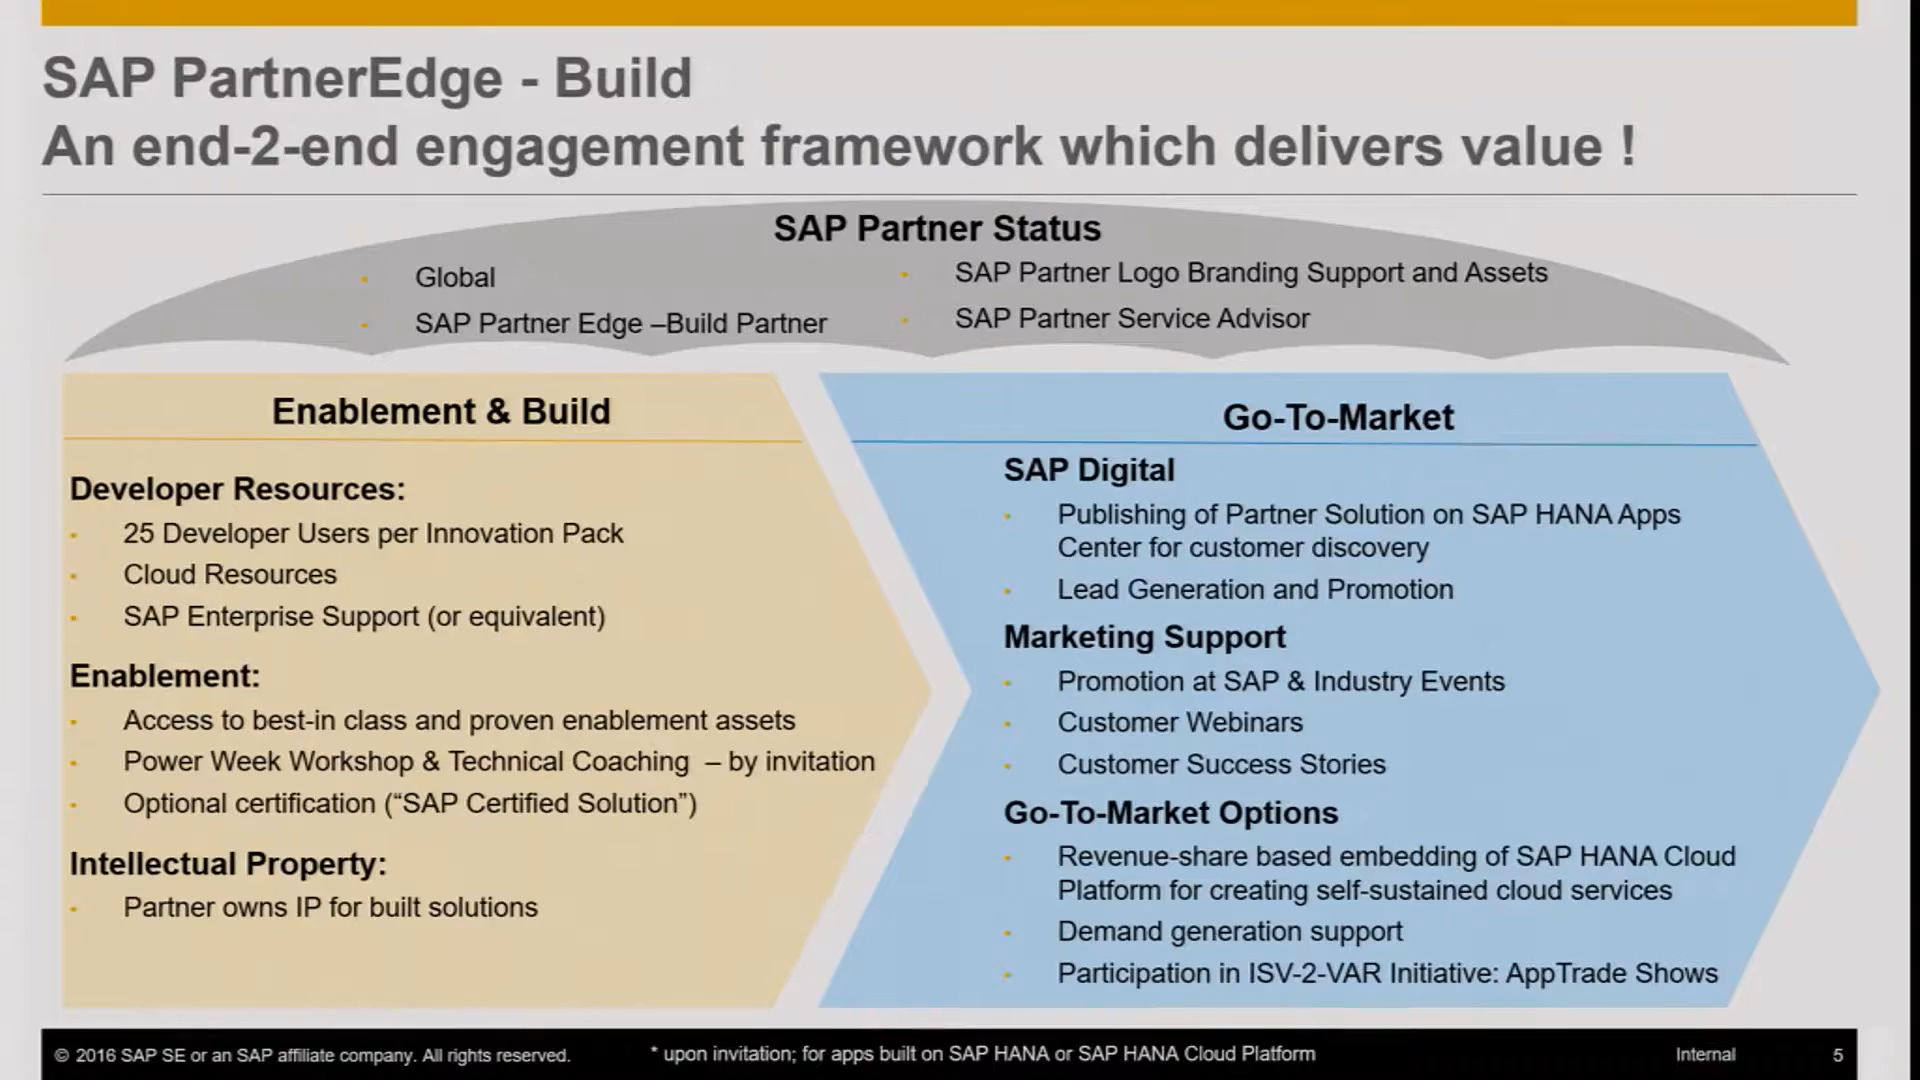 SAP PartnerEdge - Build
An end-2-end engagement framework which delivers value !
SAP Partner Status
Global
SAP Partner Edge –Build Partner
SAP Partner Logo Branding Support and Assets
SAP Partner Service Advisor
Enablement & Build
Developer Resources:
25 Developer Users per Innovation Pack
Cloud Resources
SAP Enterprise Support (or equivalent)
Enablement:
Access to best-in class and proven enablement assets
Power Week Workshop & Technical Coaching – by invitation
Optional certification (“SAP Certified Solution”)
Intellectual Property:
Partner owns IP for built solutions
Go-To-Market
SAP Digital
Publishing of Partner Solution on SAP HANA Apps
Center for customer discovery
Lead Generation and Promotion
Marketing Support
Promotion at SAP & Industry Events
Customer Webinars
Customer Success Stories
Go-To-Market Options
Revenue-share based embedding of SAP HANA Cloud
Platform for creating self-sustained cloud services
Demand generation support
Participation in ISV-2-VAR Initiative: AppTrade Shows
© 2016 SAP SE or an SAP affiliate company. All rights reserved.
* upon invitation; for apps built on SAP HANA or SAP HANA Cloud Platform
Internal
5